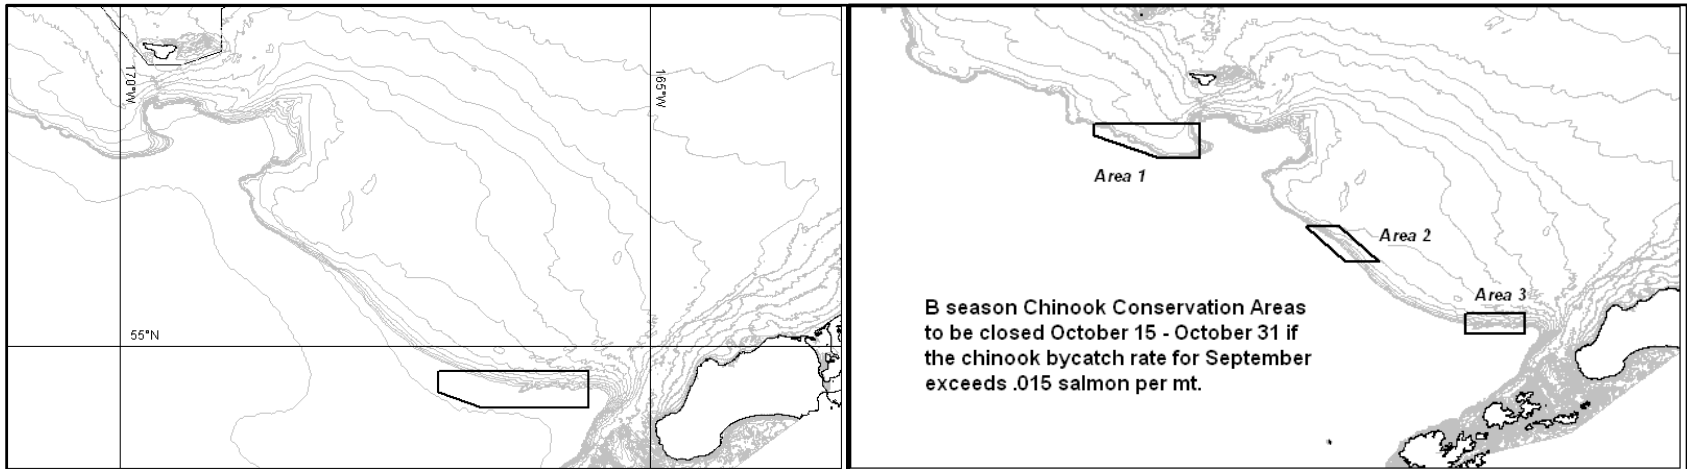 170°W
165°W
55°N
Area 1
Area 2
Area 3
B season Chinook Conservation Areas
to be closed October 15 - October 31 if
the chinook bycatch rate for September
exceeds .015 salmon per mt.